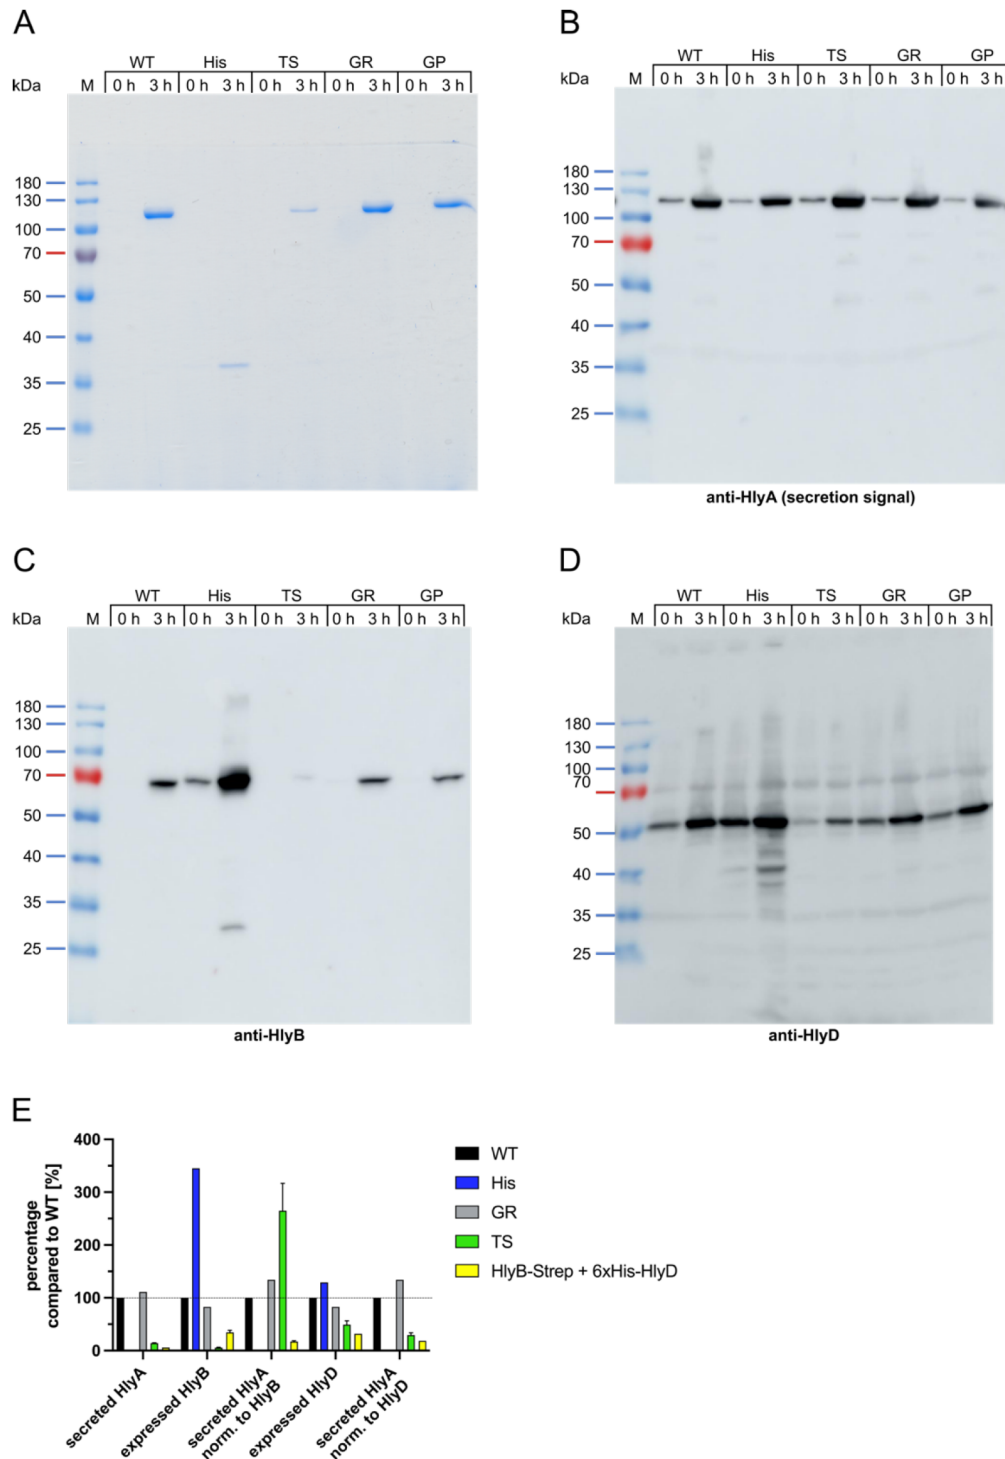 A
WT His TS GR GP
kDa M 0 h 3 h 0 h 3 h 0 h 3 h 0 h 3 h 0 h 3 h
180
130
100
70
50
40
35
25
B
WT His TS GR GP
kDa M 0 h 3 h 0 h 3 h 0 h 3 h 0 h 3 h 0 h 3 h
180
130
100
70
50
40
35
25
anti-HlyA (secretion signal)
C
WT His TS GR GP
kDa M 0 h 3 h 0 h 3 h 0 h 3 h 0 h 3 h 0 h 3 h
180
130
100
70
50
40
35
25
anti-HlyB
D
WT His TS GR GP
kDa M 0 h 3 h 0 h 3 h 0 h 3 h 0 h 3 h 0 h 3 h
180
130
100
70
50
40
35
25
anti-HlyD
E
percentage
compared to WT [%]
400
300
200
100
0
secreted HlyA
expressed HlyB
secreted HlyA
norm. to HlyB
expressed HlyD
secreted HlyA
norm. to HlyD
WT
His
GR
TS
HlyB-Strep + 6xHis-HlyD